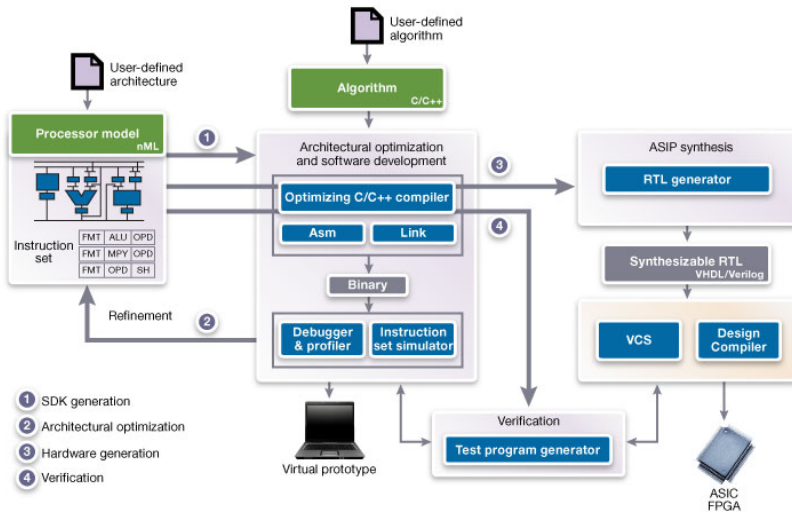 User-defined
algorithm
User-defined
architecture
Algorithm
C/C++
Processor model
nML
1
Architectural optimization
and software development
3
ASIP synthesis
Optimizing C/C++ compiler
RTL generator
Asm
Link
4
Instruction
set
FMT ALU OPD
FMT MPY OPD
FMT OPD SH
Synthesizable RTL
VHDL/Verilog
Binary
Refinement
2
Debugger
& profiler
Instruction
set simulator
VCS
Design
Compiler
1 SDK generation
2 Architectural optimization
3 Hardware generation
4 Verification
Virtual prototype
Verification
Test program generator
ASIC
FPGA